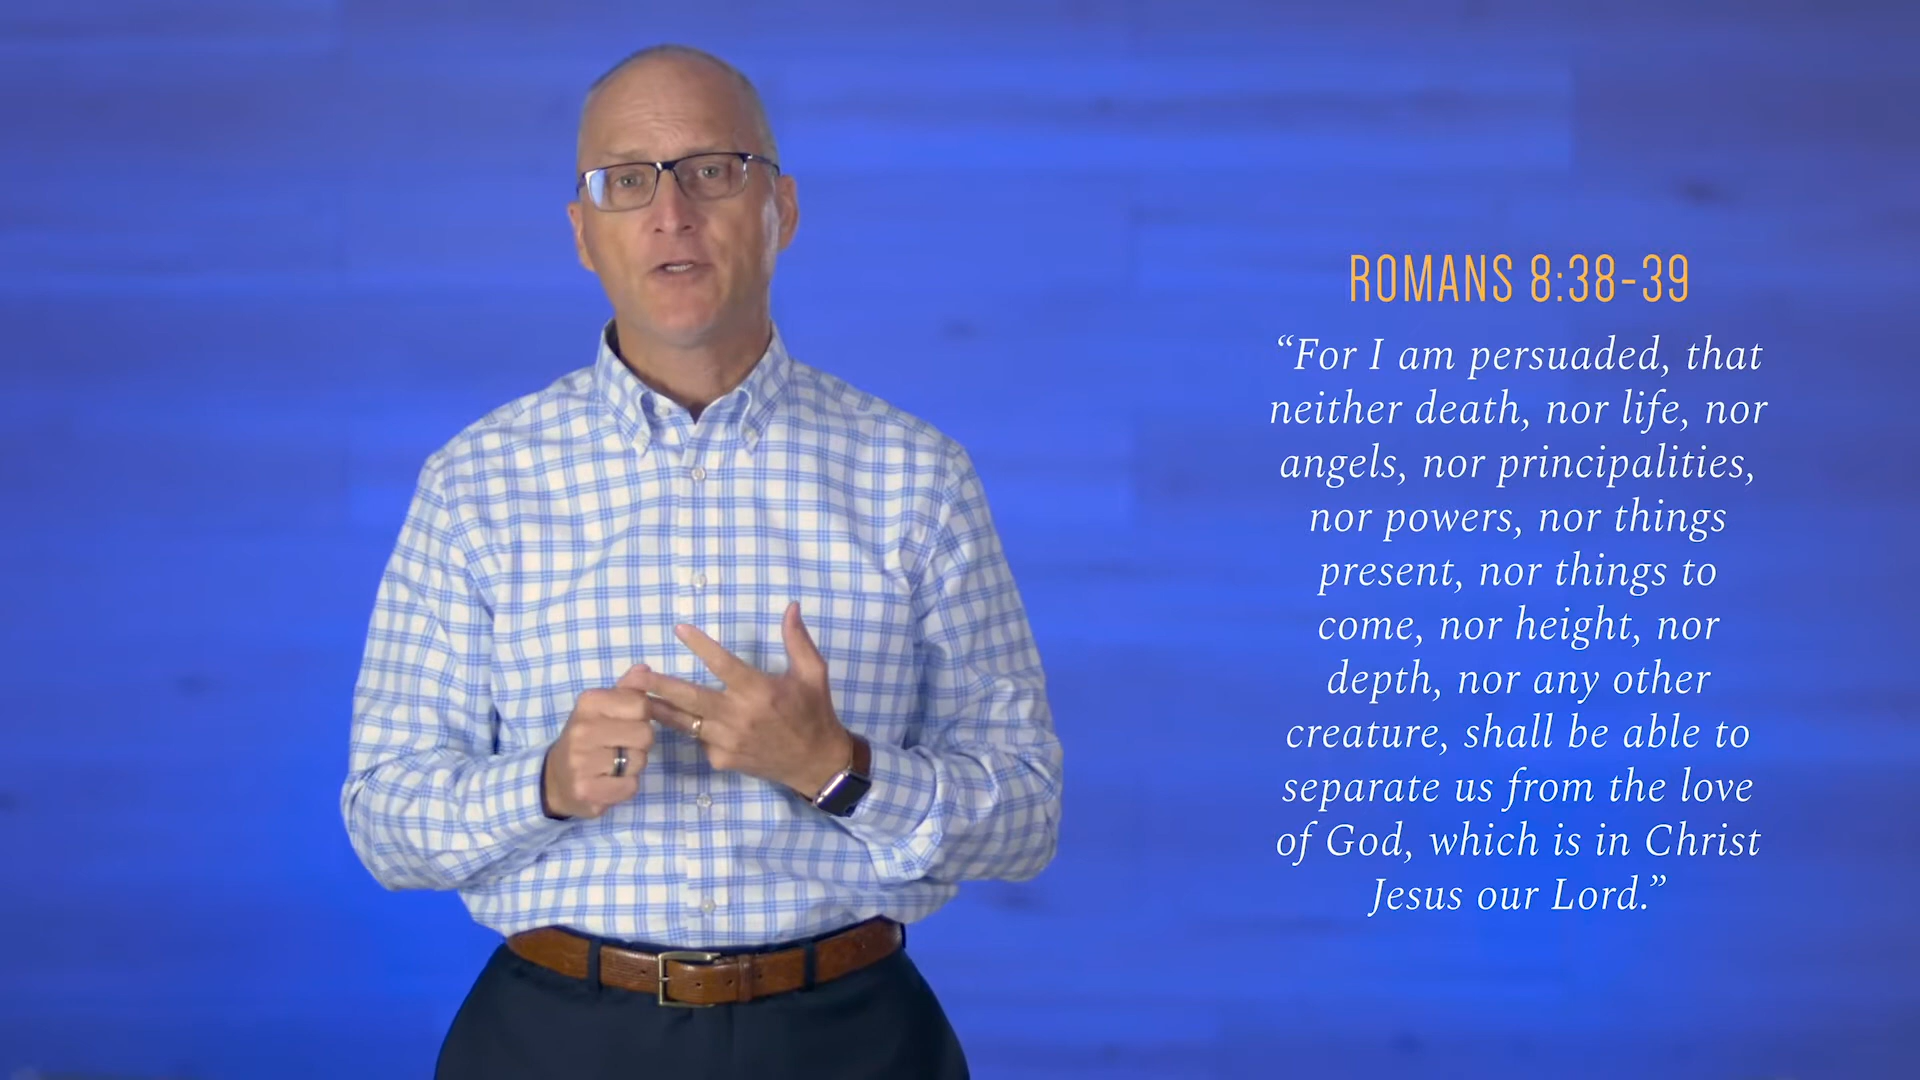 ROMANS 8:38-39
“For I am persuaded, that
neither death, nor life, nor
angels, nor principalities,
nor powers, nor things
present, nor things to
come, nor height, nor
depth, nor any other
creature, shall be able to
separate us from the love
of God, which is in Christ
Jesus our Lord.”